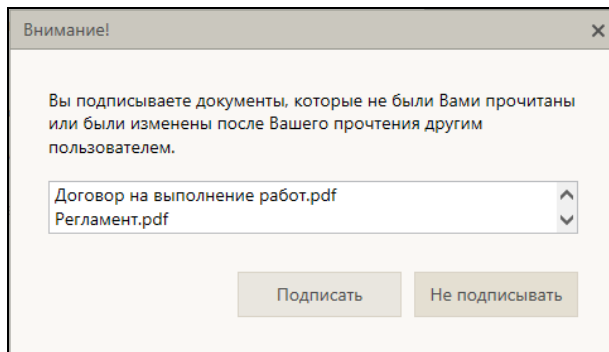 Внимание!
Вы подписываете документы, которые не были Вами прочитаны
или были изменены после Вашего прочтения другим
пользователем.
Договор на выполнение работ.pdf
Регламент.pdf
Подписать Не подписывать